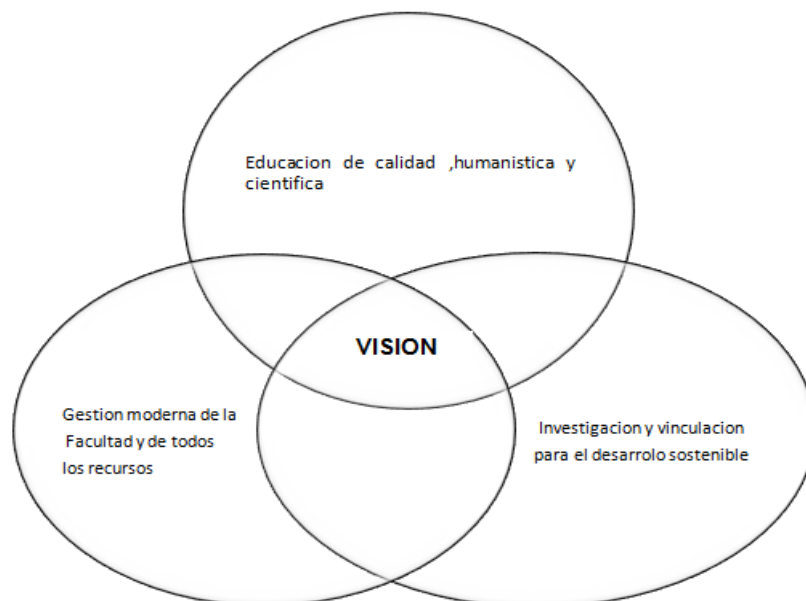 Educacion de calidad ,humanistica y
cientifica
VISION
Gestion moderna de la
Facultad y de todos
los recursos
Investigacion y vinculacion
para el desarrolo sostenible